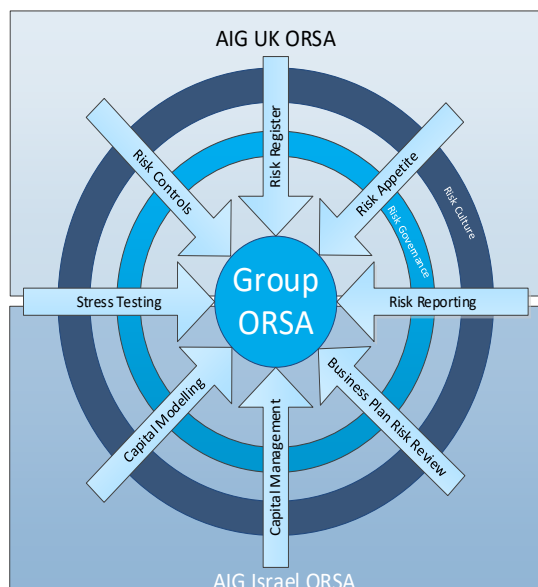 AIG UK ORSA
Risk Register
Risk Controls
Risk Appetite
Risk Culture
Risk Governance
Group
ORSA
Stress Testing
Risk Reporting
Capital Modelling
Capital Management
Business Plan Risk Review
AIG Israel ORSA